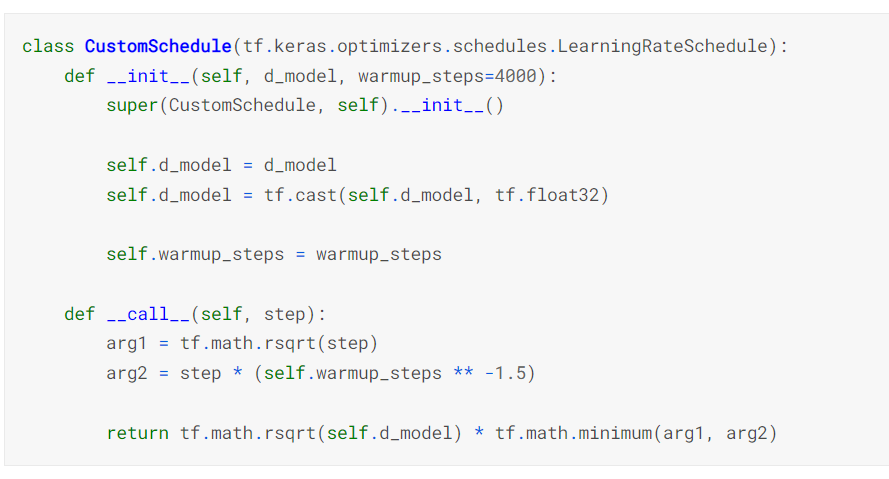 class CustomSchedule(tf.keras.optimizers.schedules.LearningRateSchedule):
    def __init__(self, d_model, warmup_steps=4000):
        super(CustomSchedule, self).__init__()

        self.d_model = d_model
        self.d_model = tf.cast(self.d_model, tf.float32)

        self.warmup_steps = warmup_steps

    def __call__(self, step):
        arg1 = tf.math.rsqrt(step)
        arg2 = step * (self.warmup_steps ** -1.5)

        return tf.math.rsqrt(self.d_model) * tf.math.minimum(arg1, arg2)